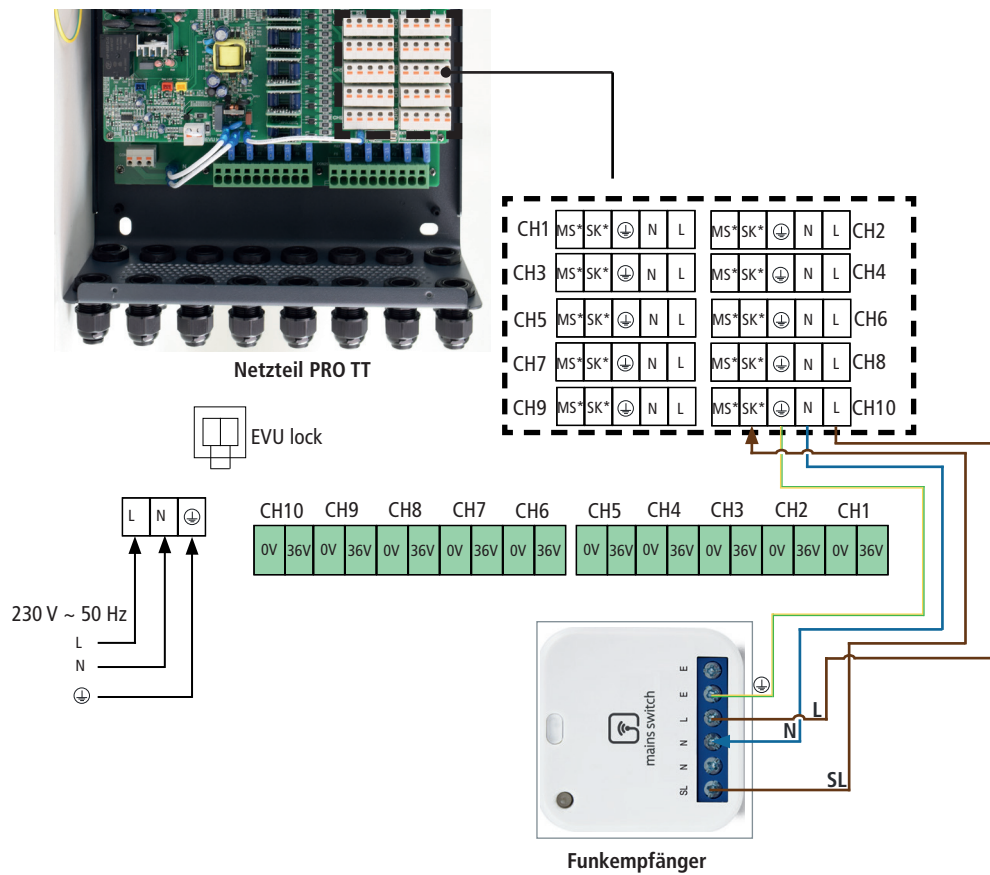 Netzteil PRO TT
CH1 MS* SK* N L MS* SK* N L CH2
CH3 MS* SK* N L MS* SK* N L CH4
CH5 MS* SK* N L MS* SK* N L CH6
CH7 MS* SK* N L MS* SK* N L CH8
CH9 MS* SK* N L MS* SK* N L CH10
EVU lock
L N
CH10 CH9 CH8 CH7 CH6 CH5 CH4 CH3 CH2 CH1
0V 36V 0V 36V 0V 36V 0V 36V 0V 36V 0V 36V 0V 36V 0V 36V 0V 36V 0V 36V
230 V ~ 50 Hz
L
N
mains switch
E
E
L
N
N
SL
L
N
SL
Funkempfänger